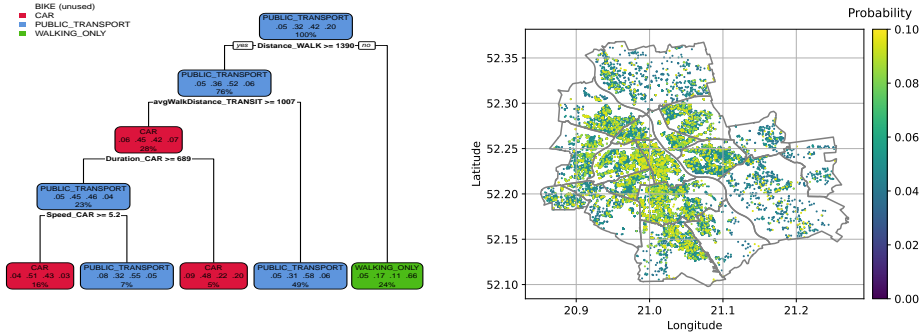 BIKE (unused)
CAR
PUBLIC_TRANSPORT
WALKING_ONLY
PUBLIC_TRANSPORT
.05 .32 .42 .20
100%
yes Distance_WALK >= 1390 no
PUBLIC_TRANSPORT
.05 .36 .52 .06
76%
avgWalkDistance_TRANSIT >= 1007
CAR
.06 .45 .42 .07
28%
Duration_CAR >= 689
PUBLIC_TRANSPORT
.05 .45 .46 .04
23%
Speed_CAR >= 5.2
CAR
.04 .51 .43 .03
16%
PUBLIC_TRANSPORT
.08 .32 .55 .05
7%
CAR
.09 .48 .22 .20
5%
PUBLIC_TRANSPORT
.05 .31 .58 .06
49%
WALKING_ONLY
.05 .17 .11 .66
24%
Probability
0.10
0.08
0.06
0.04
0.02
0.00
Latitude
52.35
52.30
52.25
52.20
52.15
52.10
20.9 21.0 21.1 21.2
Longitude